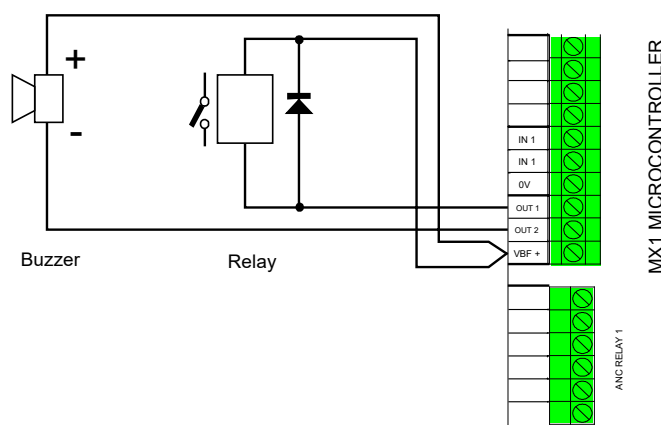 +
-
Buzzer
Relay
IN 1
IN 1
0V
OUT 1
OUT 2
VBF +
MX1 MICROCONTROLLER
ANC RELAY 1